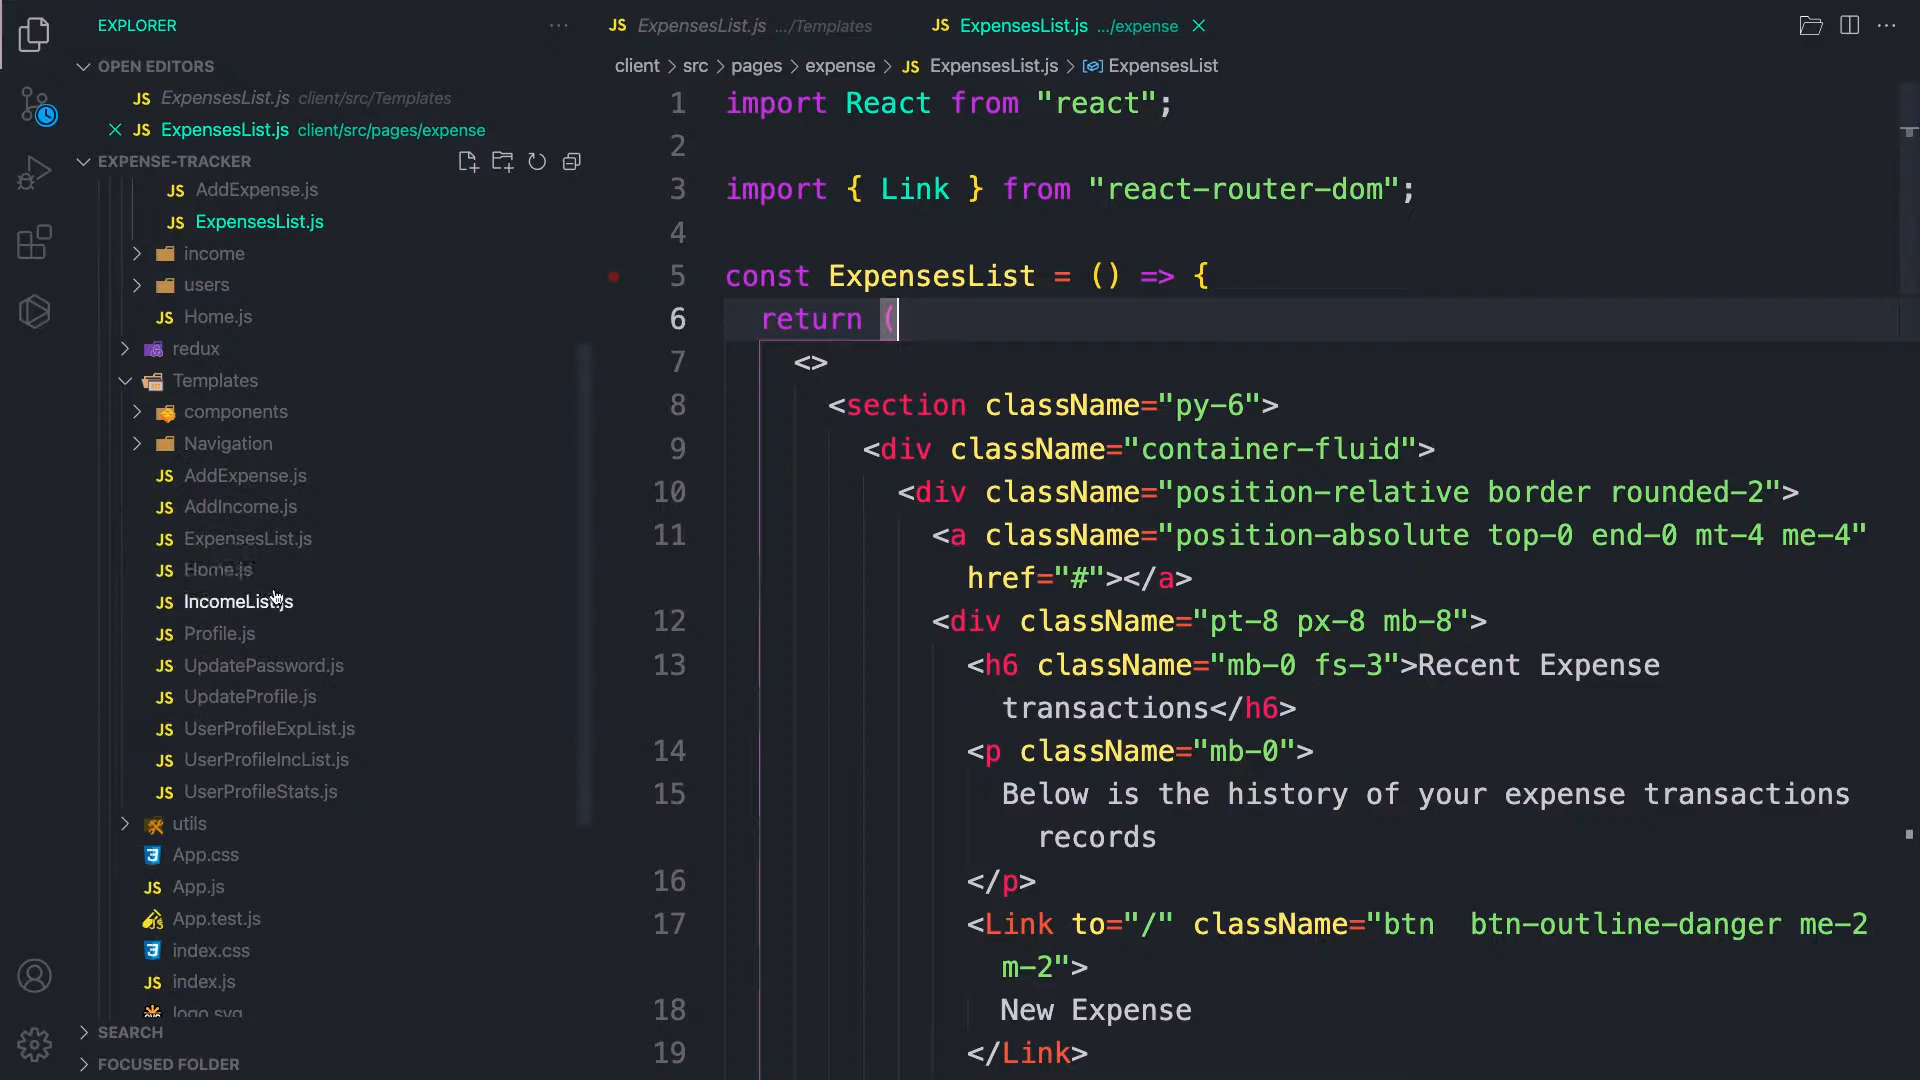 EXPLORER
OPEN EDITORS
JS ExpensesList.js client/src/Templates
JS ExpensesList.js client/src/pages/expense
EXPENSE-TRACKER
JS AddExpense.js
JS ExpensesList.js
income
users
JS Home.js
redux
Templates
components
Navigation
JS AddExpense.js
JS AddIncome.js
JS ExpensesList.js
JS Home.js
JS IncomeList.js
JS Profile.js
JS UpdatePassword.js
JS UpdateProfile.js
JS UserProfileExpList.js
JS UserProfileIncList.js
JS UserProfileStats.js
utils
App.css
JS App.js
App.test.js
index.css
JS index.js
logo.svg
SEARCH
FOCUSED FOLDER
JS ExpensesList.js .../Templates
JS ExpensesList.js .../expense
client > src > pages > expense > JS ExpensesList.js > ExpensesList
1 import React from "react";
2
3 import { Link } from "react-router-dom";
4
5 const ExpensesList = () => {
6 return (
7 <>
8 <section className="py-6">
9 <div className="container-fluid">
10 <div className="position-relative border rounded-2">
11 <a className="position-absolute top-0 end-0 mt-4 me-4"
href="#"></a>
12 <div className="pt-8 px-8 mb-8">
13 <h6 className="mb-0 fs-3">Recent Expense
transactions</h6>
14 <p className="mb-0">
15 Below is the history of your expense transactions
records
16 </p>
17 <Link to="/" className="btn  btn-outline-danger me-2
m-2">
18 New Expense
19 </Link>